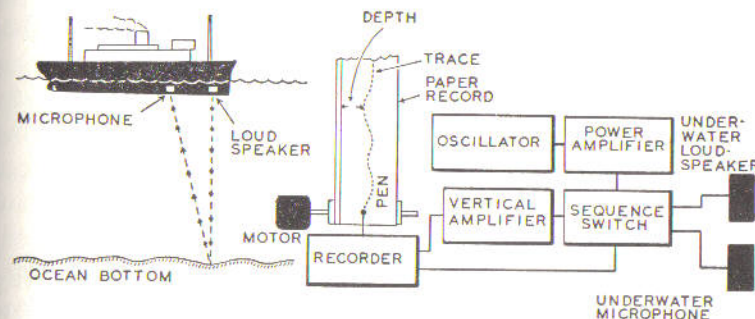 DEPTH
TRACE
PAPER
RECORD
MICROPHONE
LOUD
SPEAKER
OSCILLATOR
POWER
AMPLIFIER
UNDER-
WATER
LOUD-
SPEAKER
PEN
VERTICAL
AMPLIFIER
SEQUENCE
SWITCH
MOTOR
RECORDER
OCEAN BOTTOM
UNDERWATER
MICROPHONE